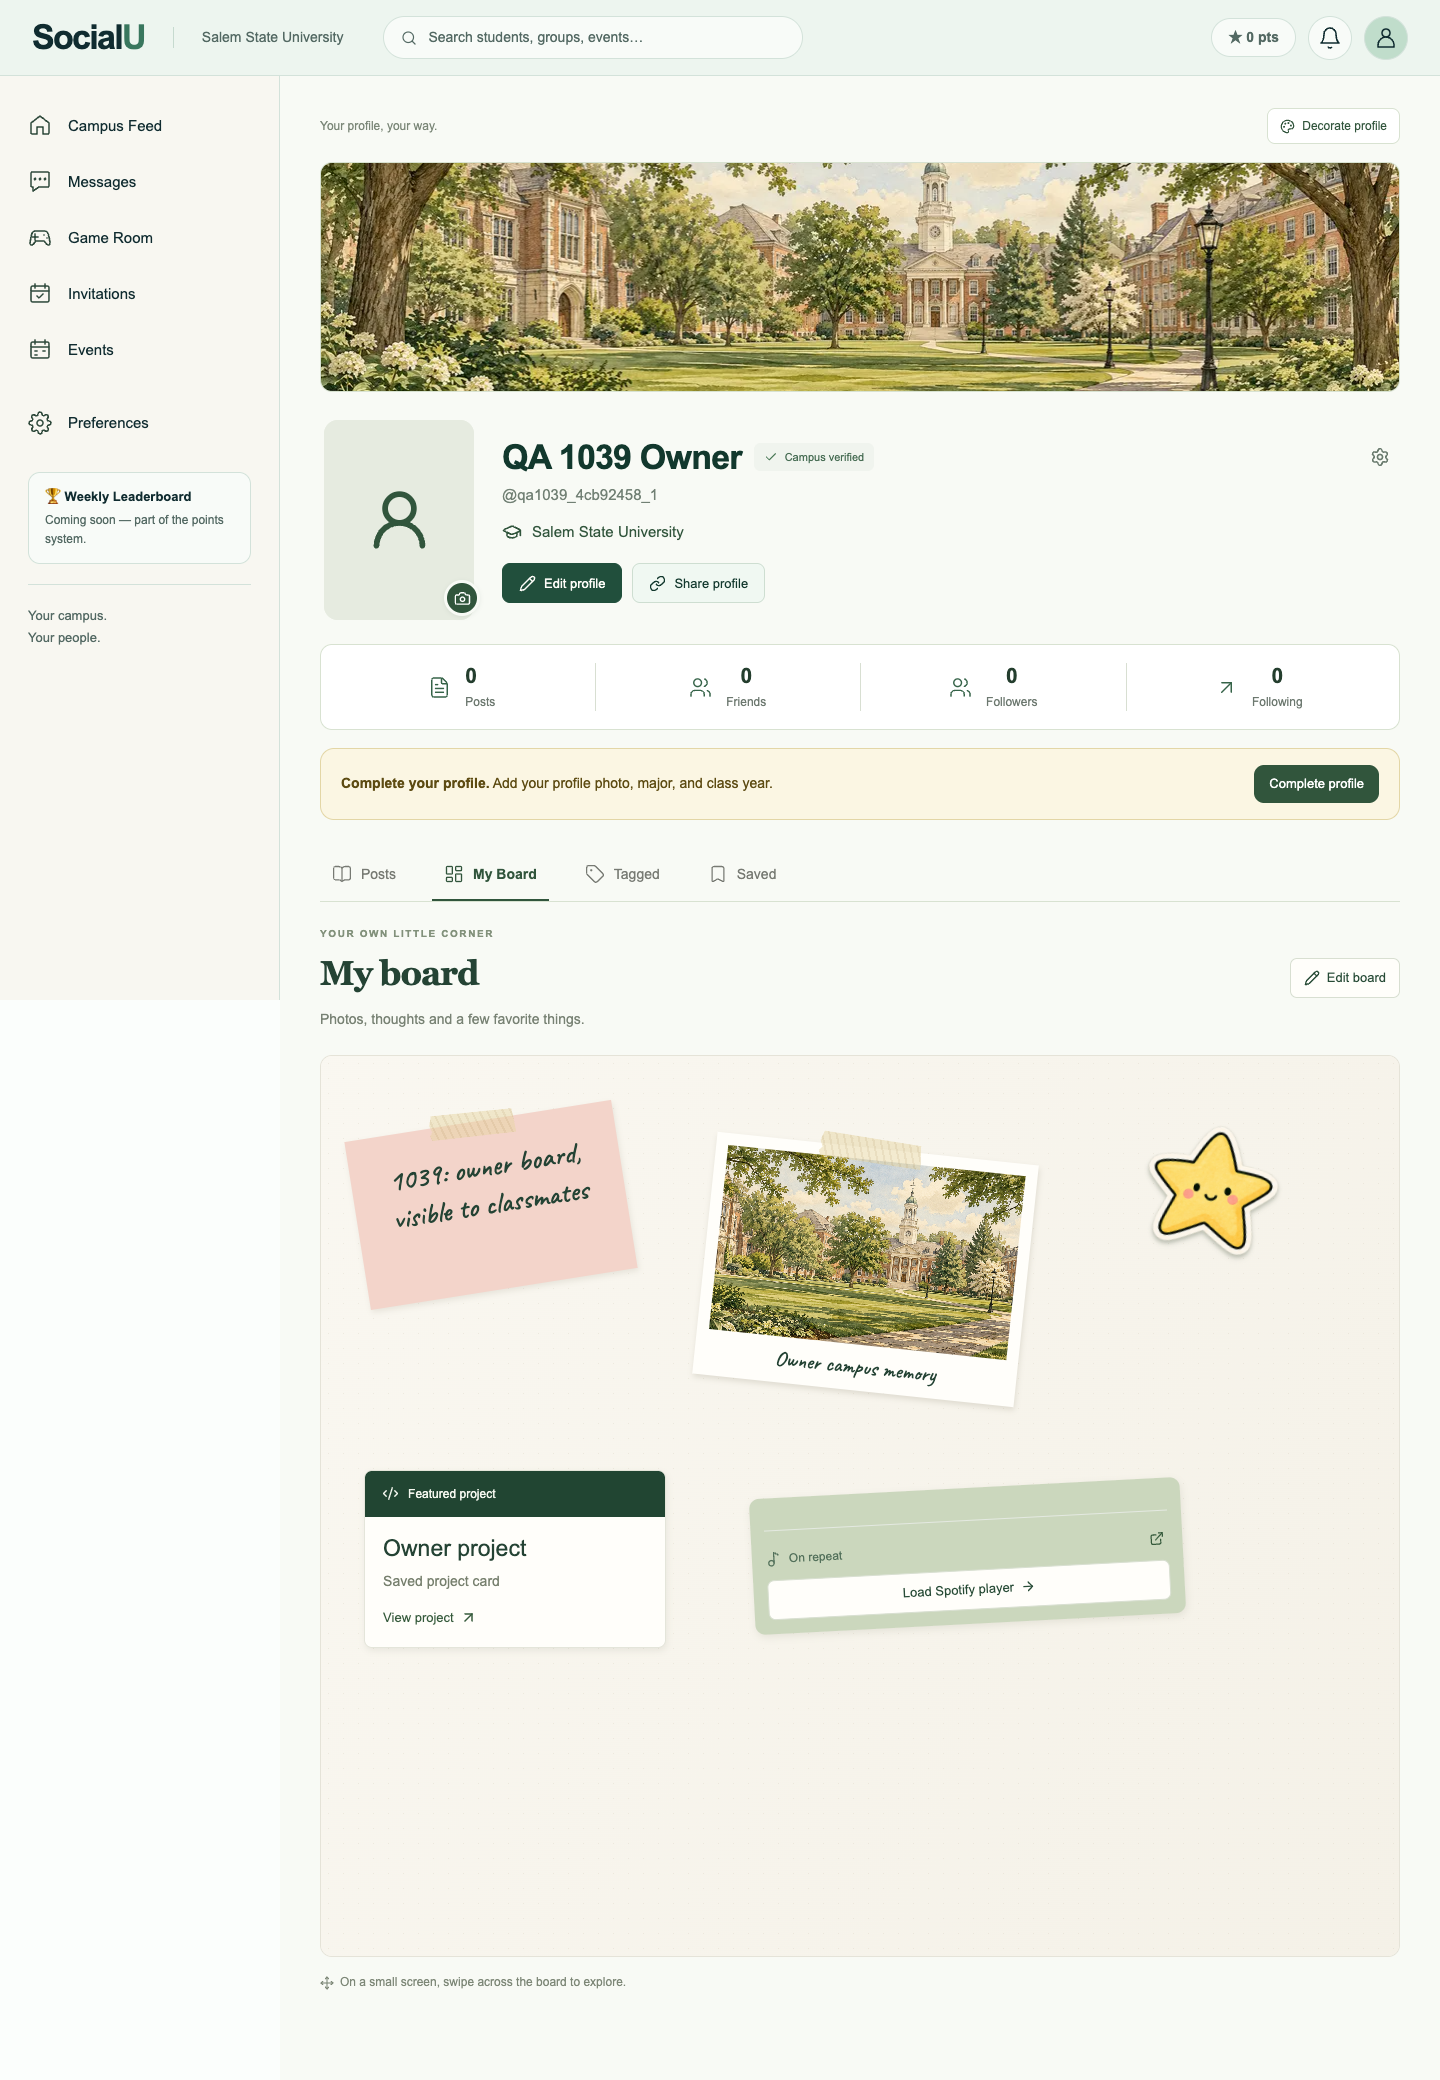 SocialU
Salem State University
Search students, groups, events...
★ 0 pts
Campus Feed
Messages
Game Room
Invitations
Events
Preferences
🏆 Weekly Leaderboard
Coming soon — part of the points
system.
Your campus.
Your people.
Your profile, your way.
Decorate profile
QA 1039 Owner
Campus verified
@qa1039_4cb92458_1
Salem State University
Edit profile
Share profile
0
Posts
0
Friends
0
Followers
0
Following
Complete your profile. Add your profile photo, major, and class year.
Complete profile
Posts
My Board
Tagged
Saved
YOUR OWN LITTLE CORNER
My board
Edit board
Photos, thoughts and a few favorite things.
1039: owner board,
visible to classmates
Owner campus memory
Featured project
Owner project
Saved project card
View project
On repeat
Load Spotify player
On a small screen, swipe across the board to explore.